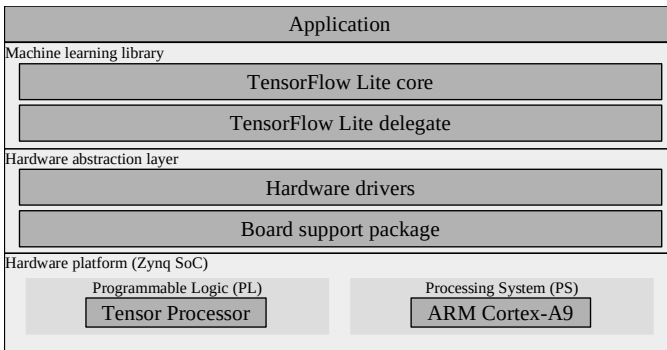 Application
Machine learning library
TensorFlow Lite core
TensorFlow Lite delegate
Hardware abstraction layer
Hardware drivers
Board support package
Hardware platform (Zynq SoC)
Programmable Logic (PL)
Tensor Processor
Processing System (PS)
ARM Cortex-A9